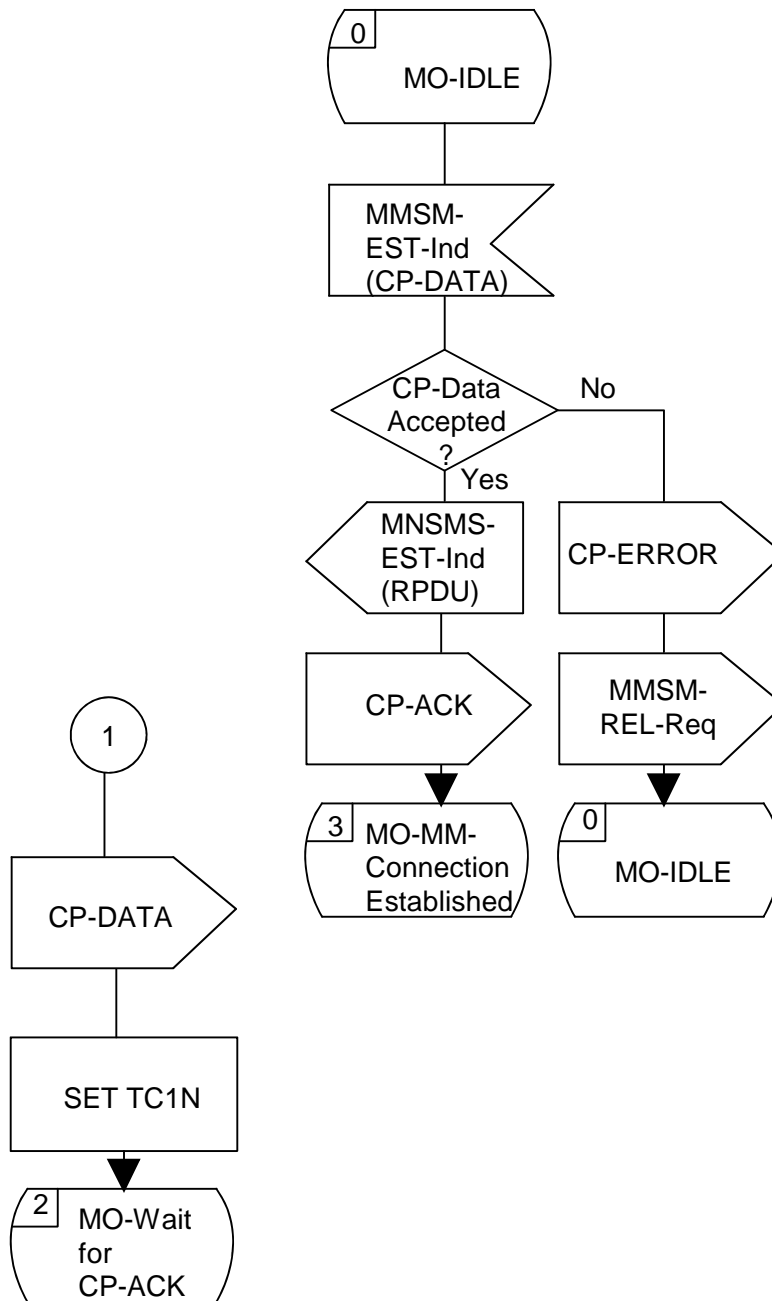 0
MO-IDLE
MMSM-
EST-Ind
(CP-DATA)
CP-Data
Accepted
?
No
Yes
MNSMS-
EST-Ind
(RPDU)
CP-ERROR
CP-ACK
MMSM-
REL-Req
3
MO-MM-
Connection
Established
0
MO-IDLE
1
CP-DATA
SET TC1N
2
MO-Wait
for
CP-ACK